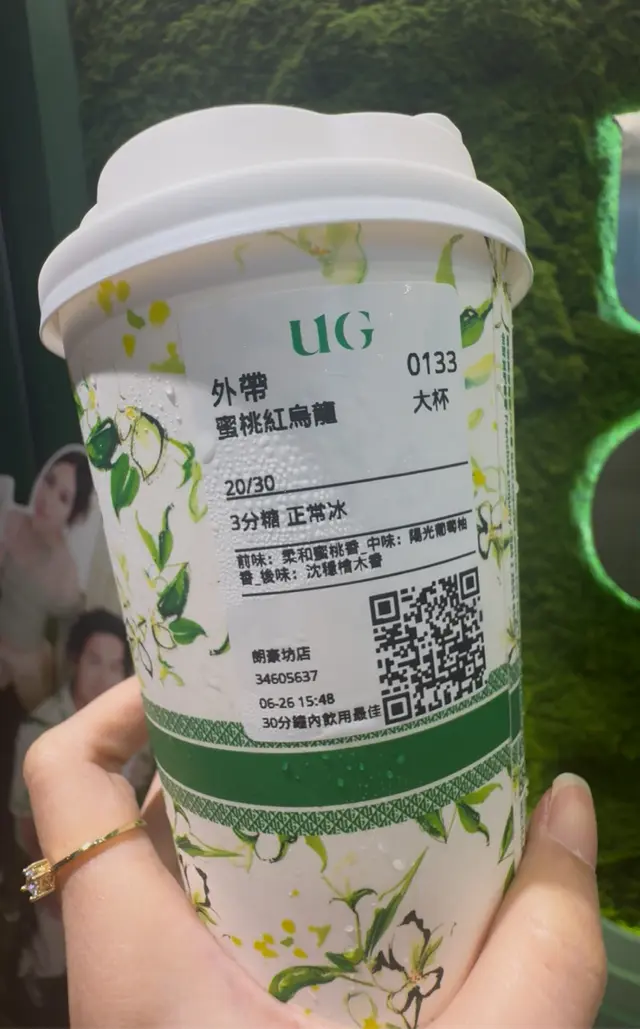 UG
外帶 0133
蜜桃紅烏龍 大杯
20/30
3分糖 正常冰
前味：柔和蜜桃香_中味：陽光葡萄柚
香_後味：沈穩檜木香
朗豪坊店
34605637
06-26 15:48
30分鐘內飲用最佳